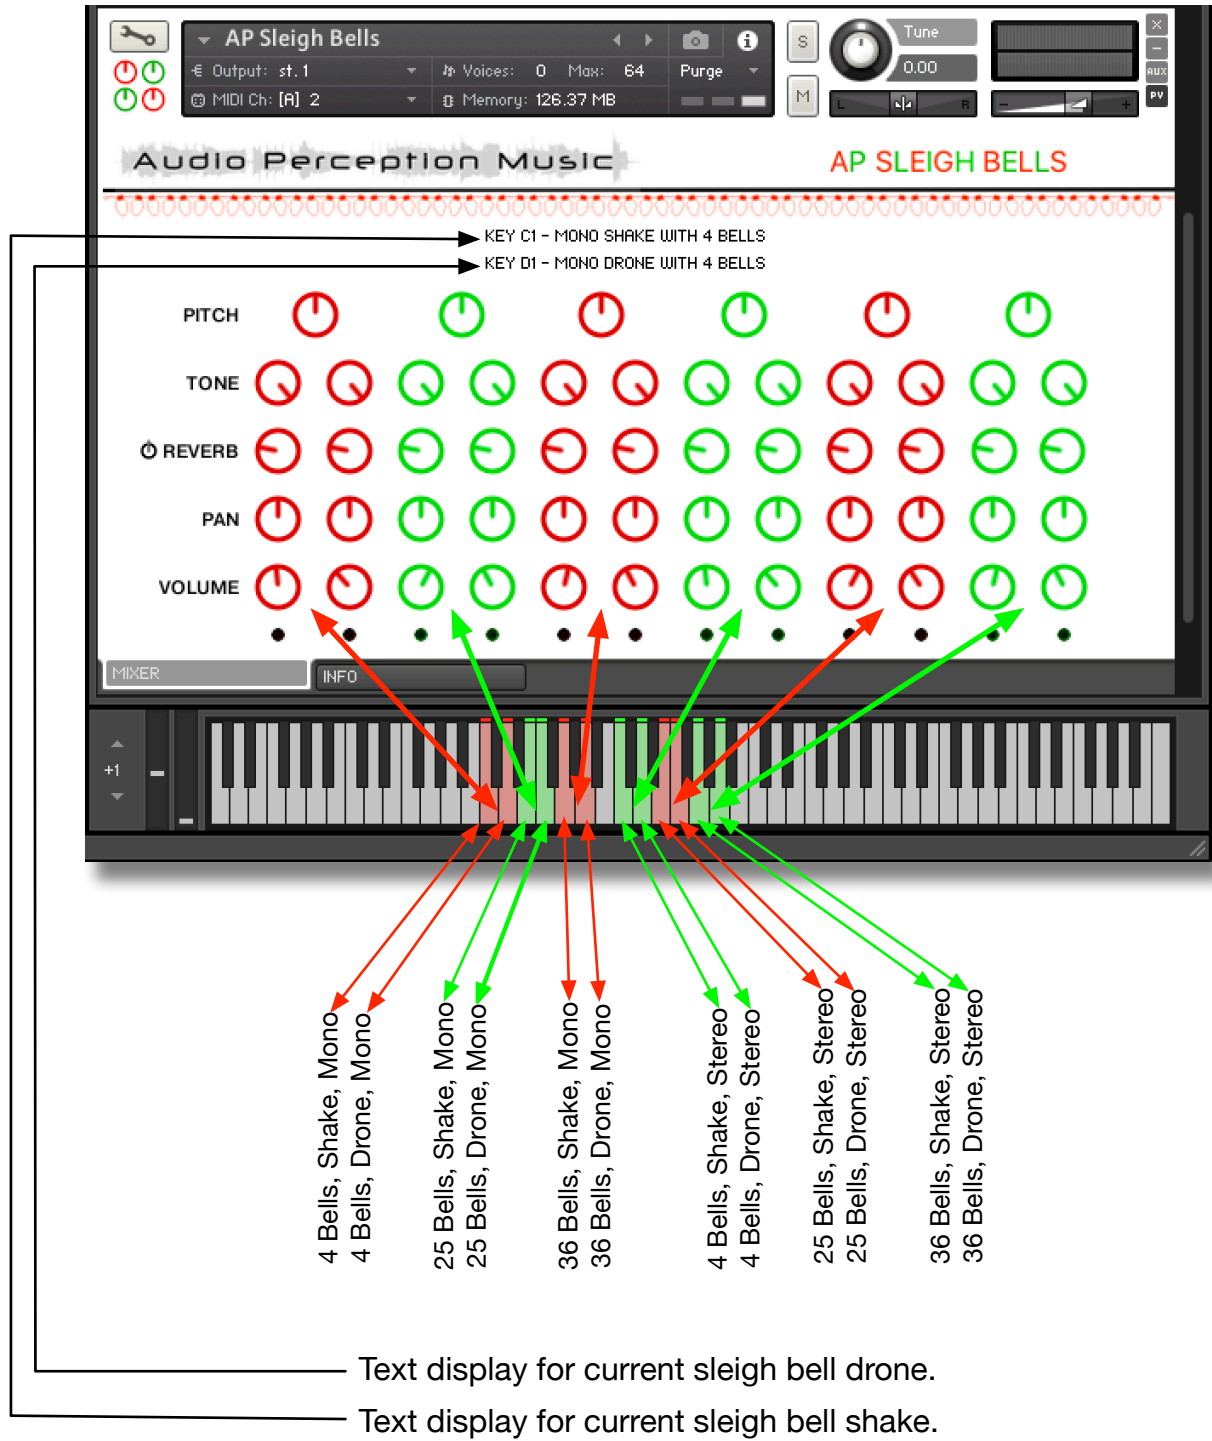 AP Sleigh Bells
Output: st.1
Voices: 0 Max: 64
Purge
MIDI Ch: [A] 2
Memory: 126.37 MB
i
S
M
Tune
0.00
L
R
-
+
X
-
AUX
PV
Audio Perception Music
AP SLEIGH BELLS
KEY C1 - MONO SHAKE WITH 4 BELLS
KEY D1 - MONO DRONE WITH 4 BELLS
PITCH
TONE
REVERB
PAN
VOLUME
MIXER
INFO
+1
4 Bells, Shake, Mono
4 Bells, Drone, Mono
25 Bells, Shake, Mono
25 Bells, Drone, Mono
36 Bells, Shake, Mono
36 Bells, Drone, Mono
4 Bells, Shake, Stereo
4 Bells, Drone, Stereo
25 Bells, Shake, Stereo
25 Bells, Drone, Stereo
36 Bells, Shake, Stereo
36 Bells, Drone, Stereo
Text display for current sleigh bell drone.
Text display for current sleigh bell shake.